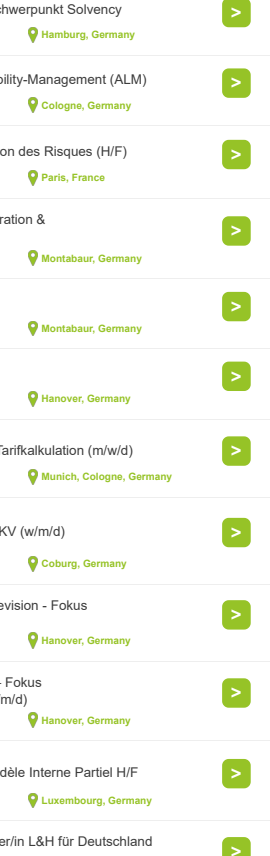 chwerpunkt Solvency
Hamburg, Germany
>
bility-Management (ALM)
Cologne, Germany
>
on des Risques (H/F)
Paris, France
>
ration &
Montabaur, Germany
>
Montabaur, Germany
>
Hanover, Germany
>
Tarifkalkulation (m/w/d)
Munich, Cologne, Germany
>
KV (w/m/d)
Coburg, Germany
>
evision - Fokus
Hanover, Germany
>
- Fokus
/m/d)
Hanover, Germany
>
dèle Interne Partiel H/F
Luxembourg, Germany
>
er/in L&H für Deutschland
>